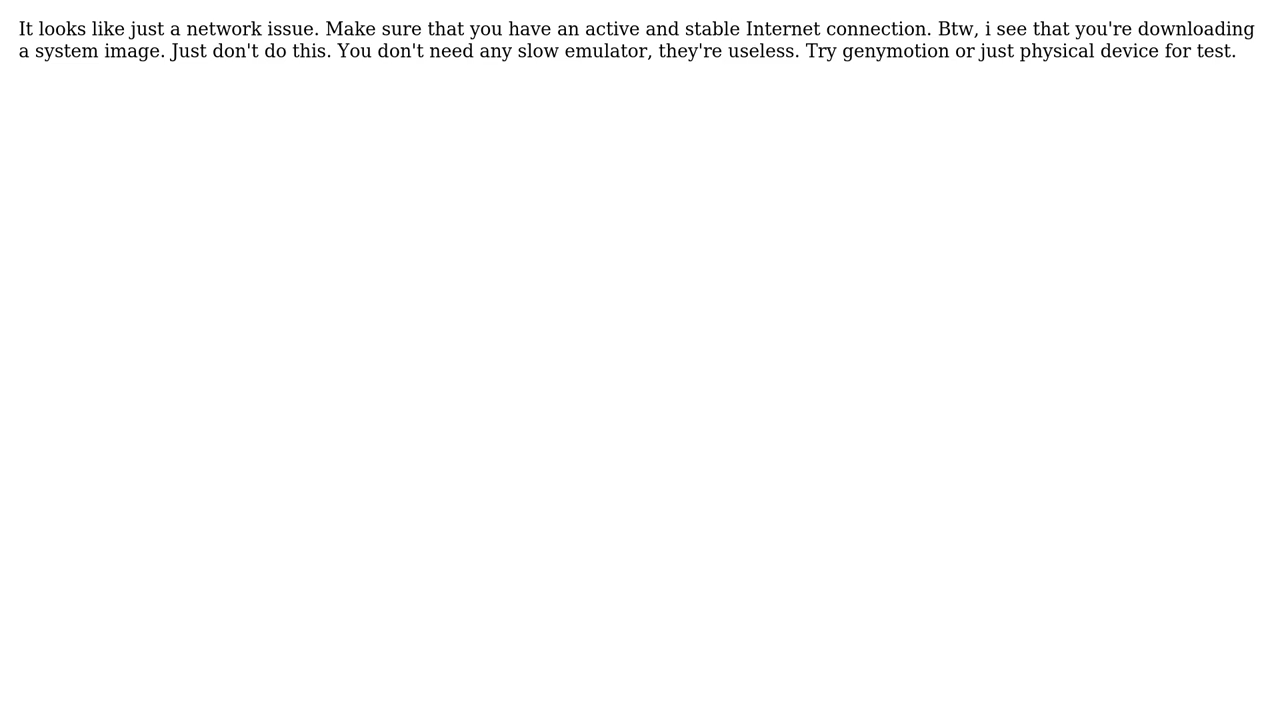 It looks like just a network issue. Make sure that you have an active and stable Internet connection. Btw, i see that you're downloading
a system image. Just don't do this. You don't need any slow emulator, they're useless. Try genymotion or just physical device for test.